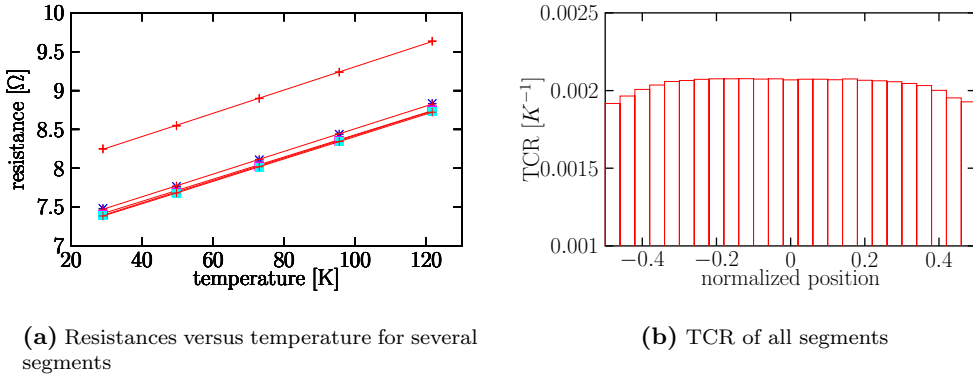 10
9.5
9
8.5
8
7.5
7
resistance [Ω]
20 40 60 80 100 120
temperature [K]
(a) Resistances versus temperature for several
segments
0.0025
0.002
0.0015
0.001
TCR [K⁻¹]
−0.4 −0.2 0 0.2 0.4
normalized position
(b) TCR of all segments